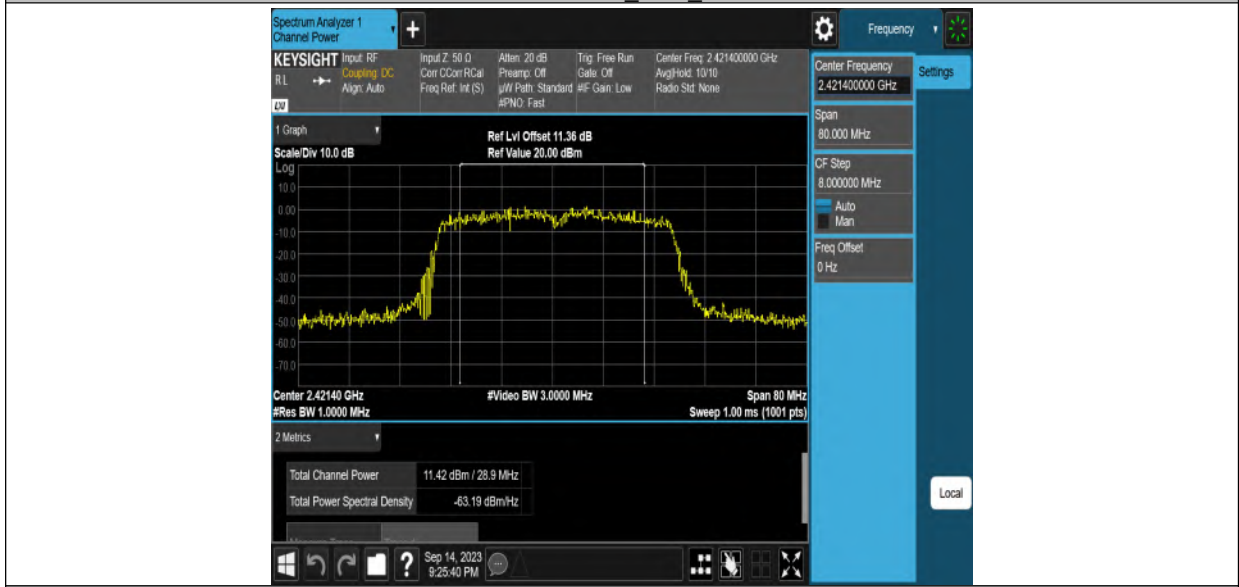 Spectrum Analyzer 1
Channel Power
+
Frequency
KEYSIGHT
RL
LXI
Input: RF
Coupling: DC
Align: Auto
Input Z: 50 Ω
Corr CCorr RCal
Freq Ref: Int (S)
Atten: 20 dB
Preamp: Off
µW Path: Standard
#PNO: Fast
Trig: Free Run
Gate: Off
#IF Gain: Low
Center Freq: 2.421400000 GHz
Avg|Hold: 10/10
Radio Std: None
Center Frequency
2.421400000 GHz
Settings
Span
80.000 MHz
CF Step
8.000000 MHz
Auto
Man
Freq Offset
0 Hz
1 Graph
Scale/Div 10.0 dB
Ref Lvl Offset 11.36 dB
Ref Value 20.00 dBm
Log
10.0
0.00
-10.0
-20.0
-30.0
-40.0
-50.0
-60.0
-70.0
Center 2.42140 GHz
#Video BW 3.0000 MHz
Span 80 MHz
#Res BW 1.0000 MHz
Sweep 1.00 ms (1001 pts)
2 Metrics
Total Channel Power 11.42 dBm / 28.9 MHz
Total Power Spectral Density -63.19 dBm/Hz
Local
?
Sep 14, 2023
9:25:40 PM